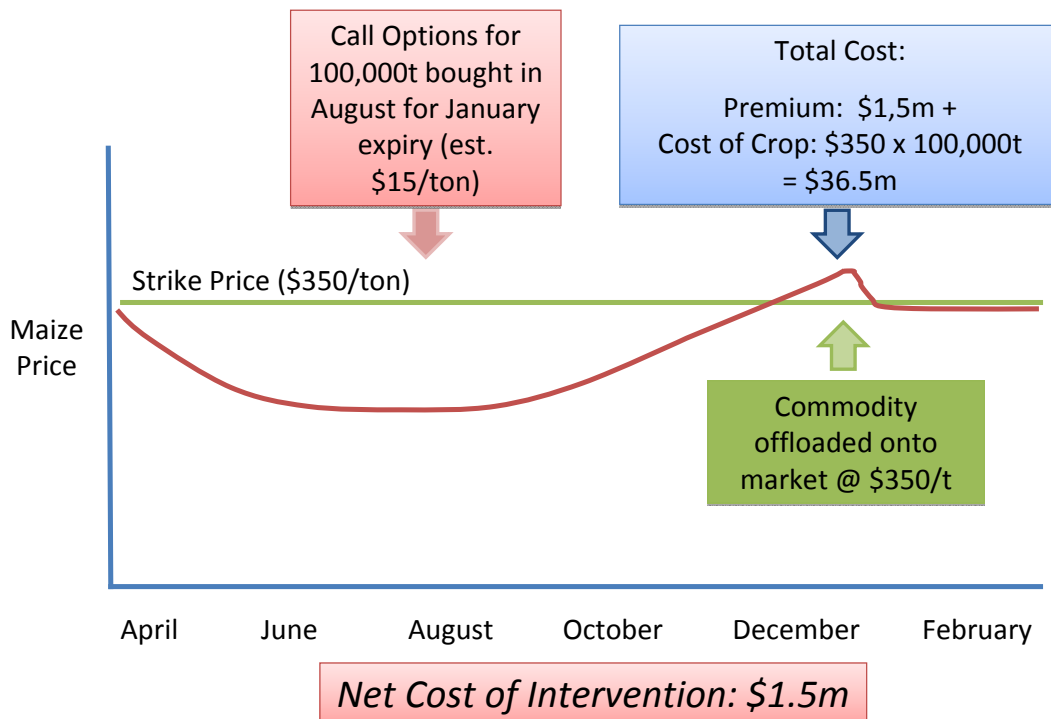 Call Options for
100,000t bought in
August for January
expiry (est.
$15/ton)
Total Cost:
Premium: $1,5m +
Cost of Crop: $350 x 100,000t
= $36.5m
Strike Price ($350/ton)
Maize
Price
Commodity
offloaded onto
market @ $350/t
April June August October December February
Net Cost of Intervention: $1.5m